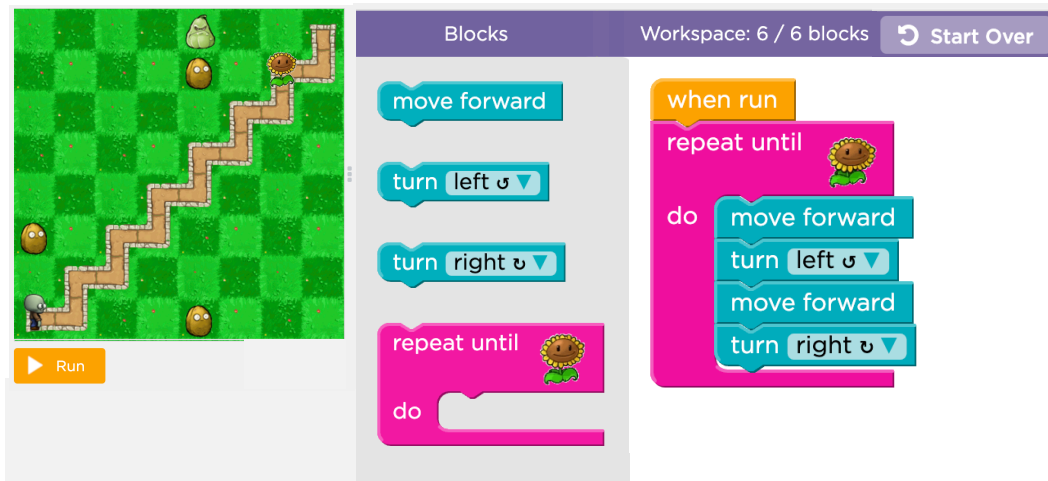 Blocks
Workspace: 6 / 6 blocks
Start Over
move forward
turn left ↺ ▼
turn right ↻ ▼
repeat until
do
when run
repeat until
do
move forward
turn left ↺ ▼
move forward
turn right ↻ ▼
Run